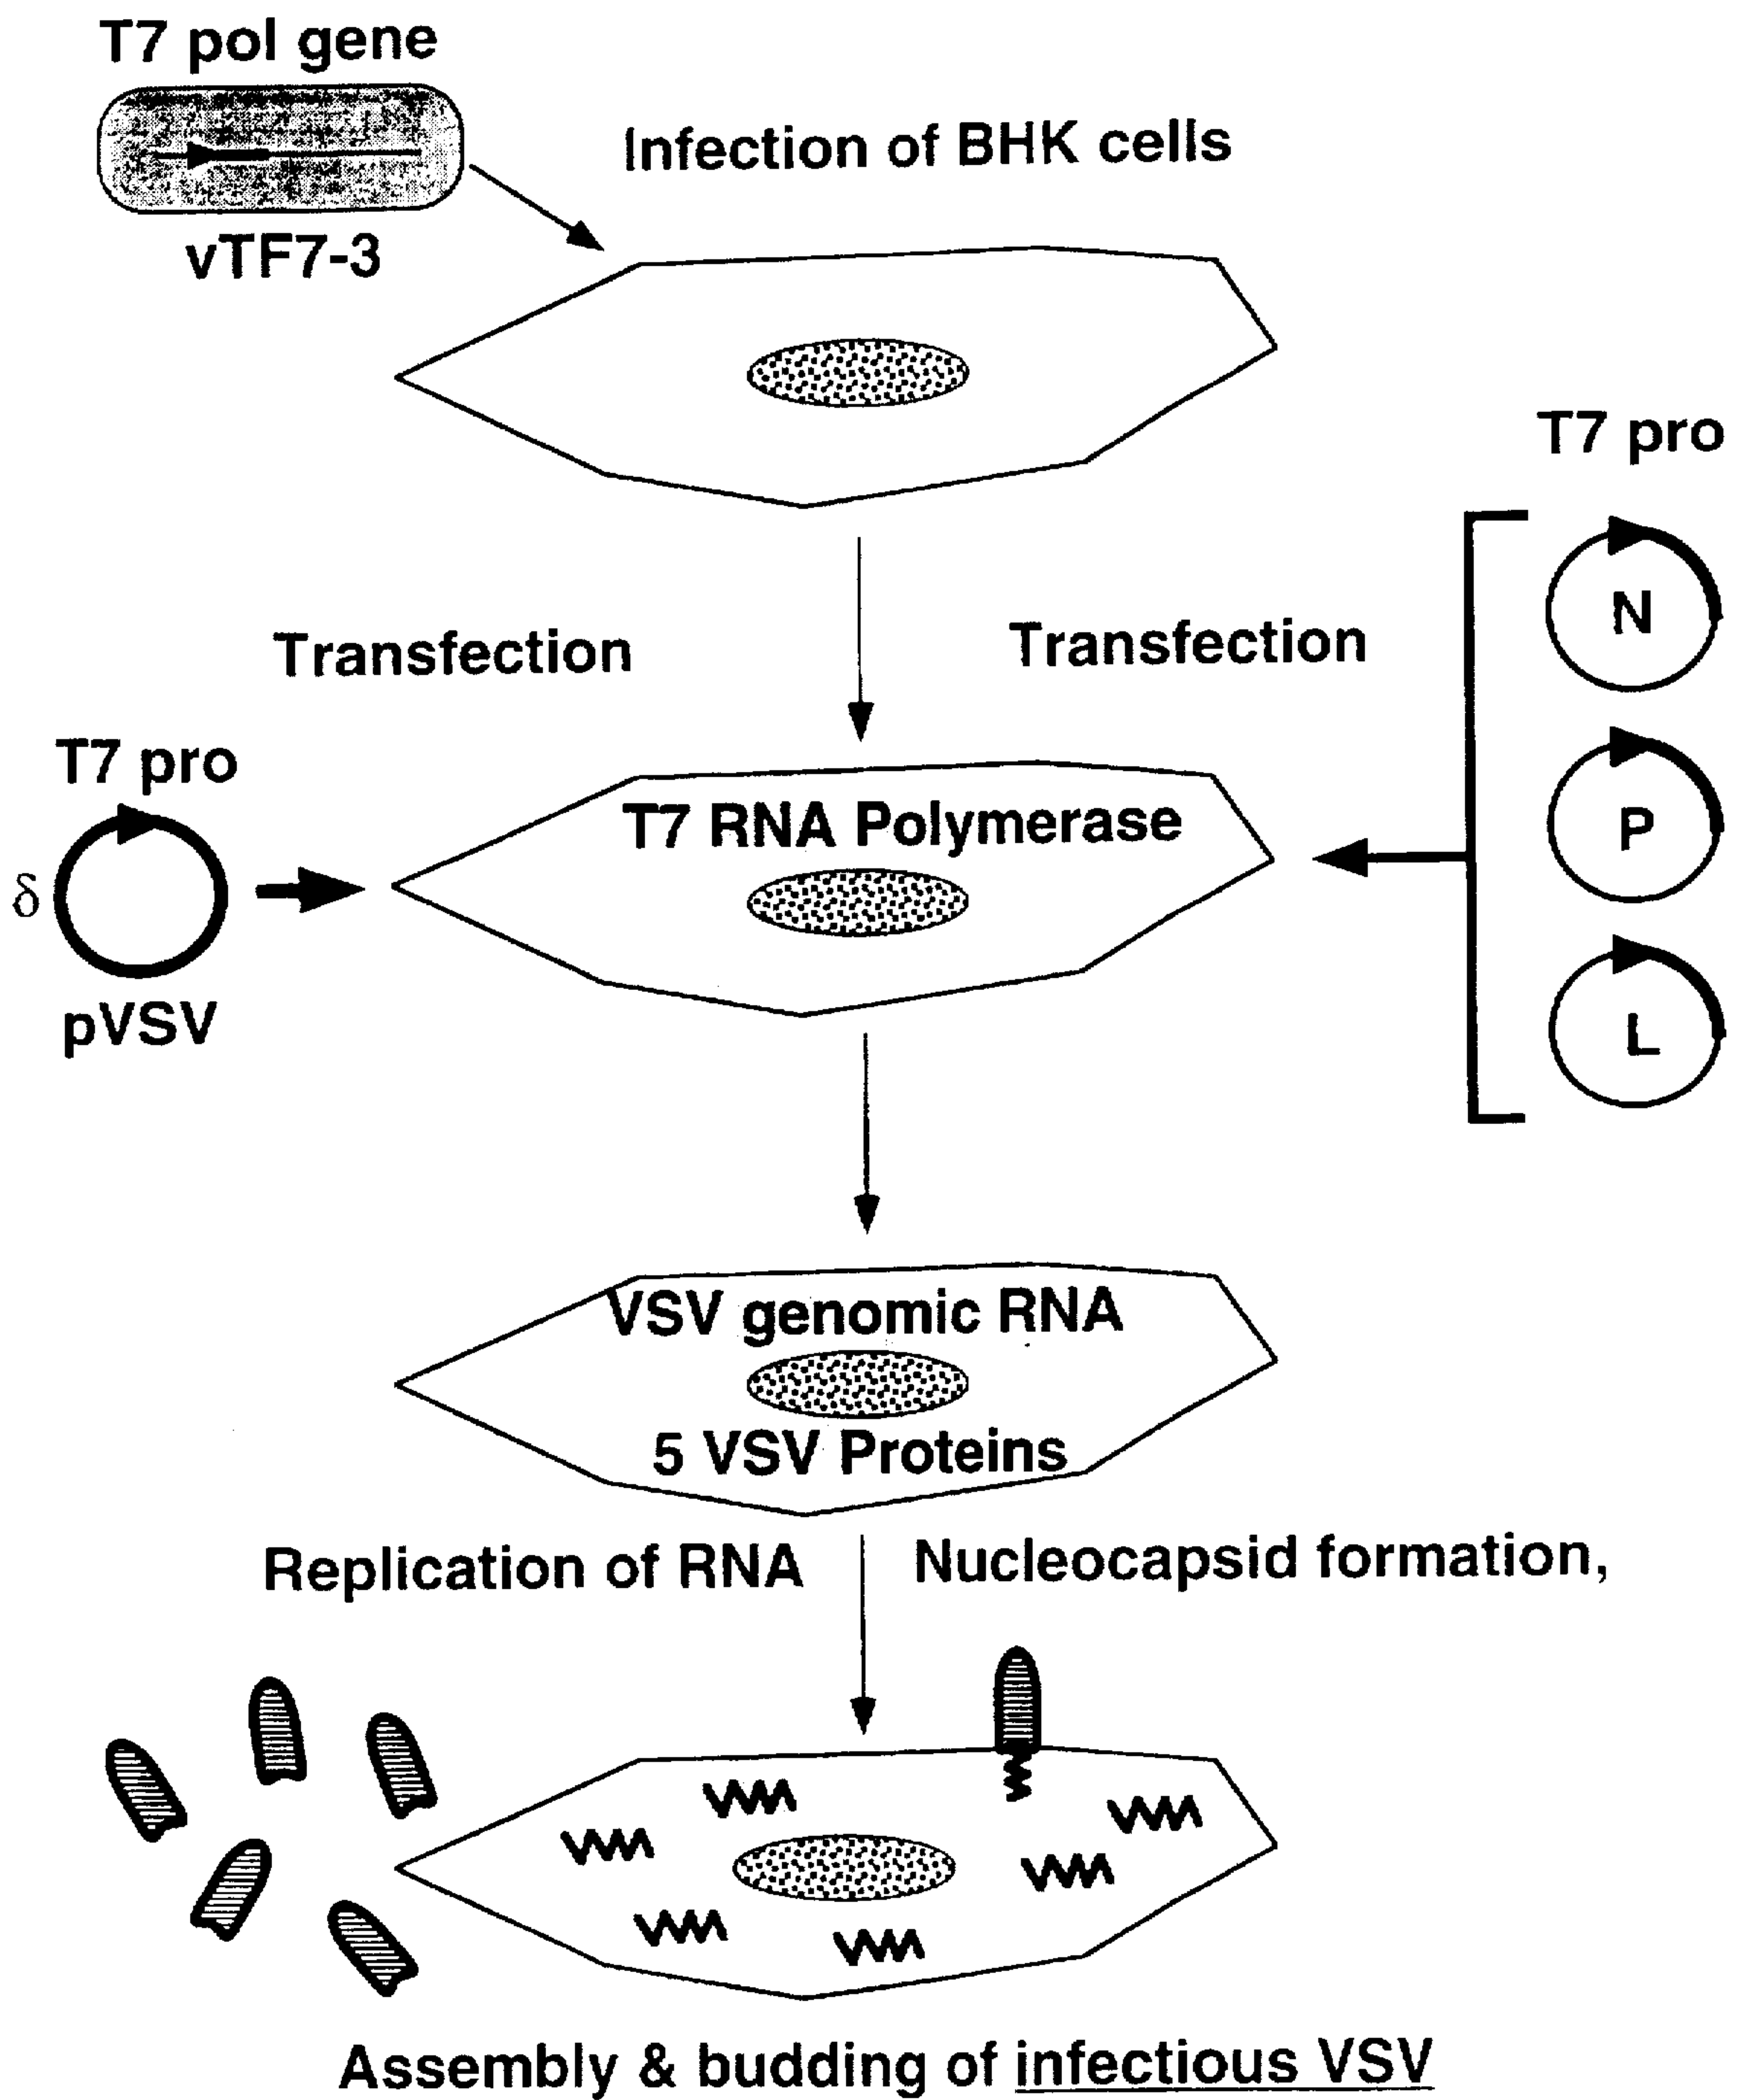 T7 pol gene
vTF7-3
Infection of BHK cells
T7 pro
N
P
L
Transfection
Transfection
T7 pro
δ
pVSV
T7 RNA Polymerase
VSV genomic RNA
5 VSV Proteins
Replication of RNA
Nucleocapsid formation,
Assembly & budding of infectious VSV